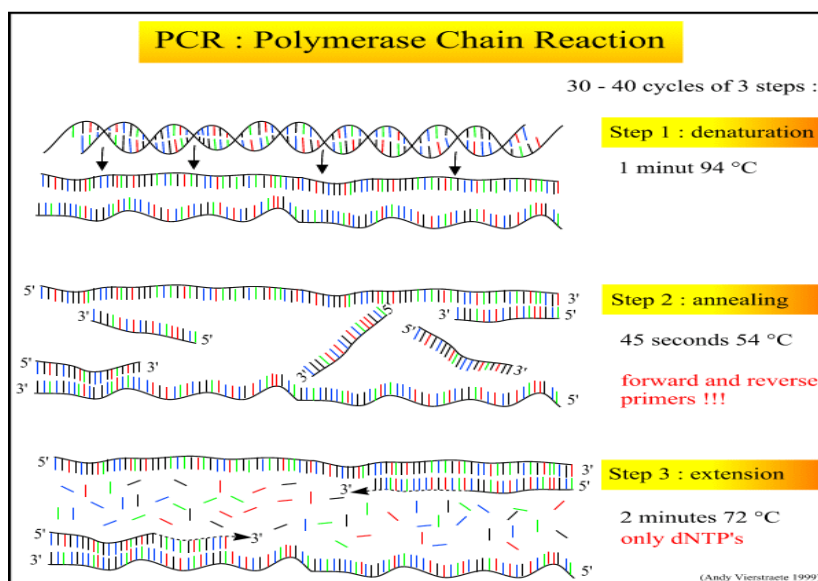 PCR : Polymerase Chain Reaction
30 - 40 cycles of 3 steps :
Step 1 : denaturation
1 minut 94 °C
5'
3'
Step 2 : annealing
3'
5'
5'
3'
5'
5'
45 seconds 54 °C
5'
3'
3'
3'
3'
5'
forward and reverse
primers !!!
5'
3'
Step 3 : extension
3'
5'
2 minutes 72 °C
only dNTP's
5'
3'
3'
5'
(Andy Vierstraete 1999)